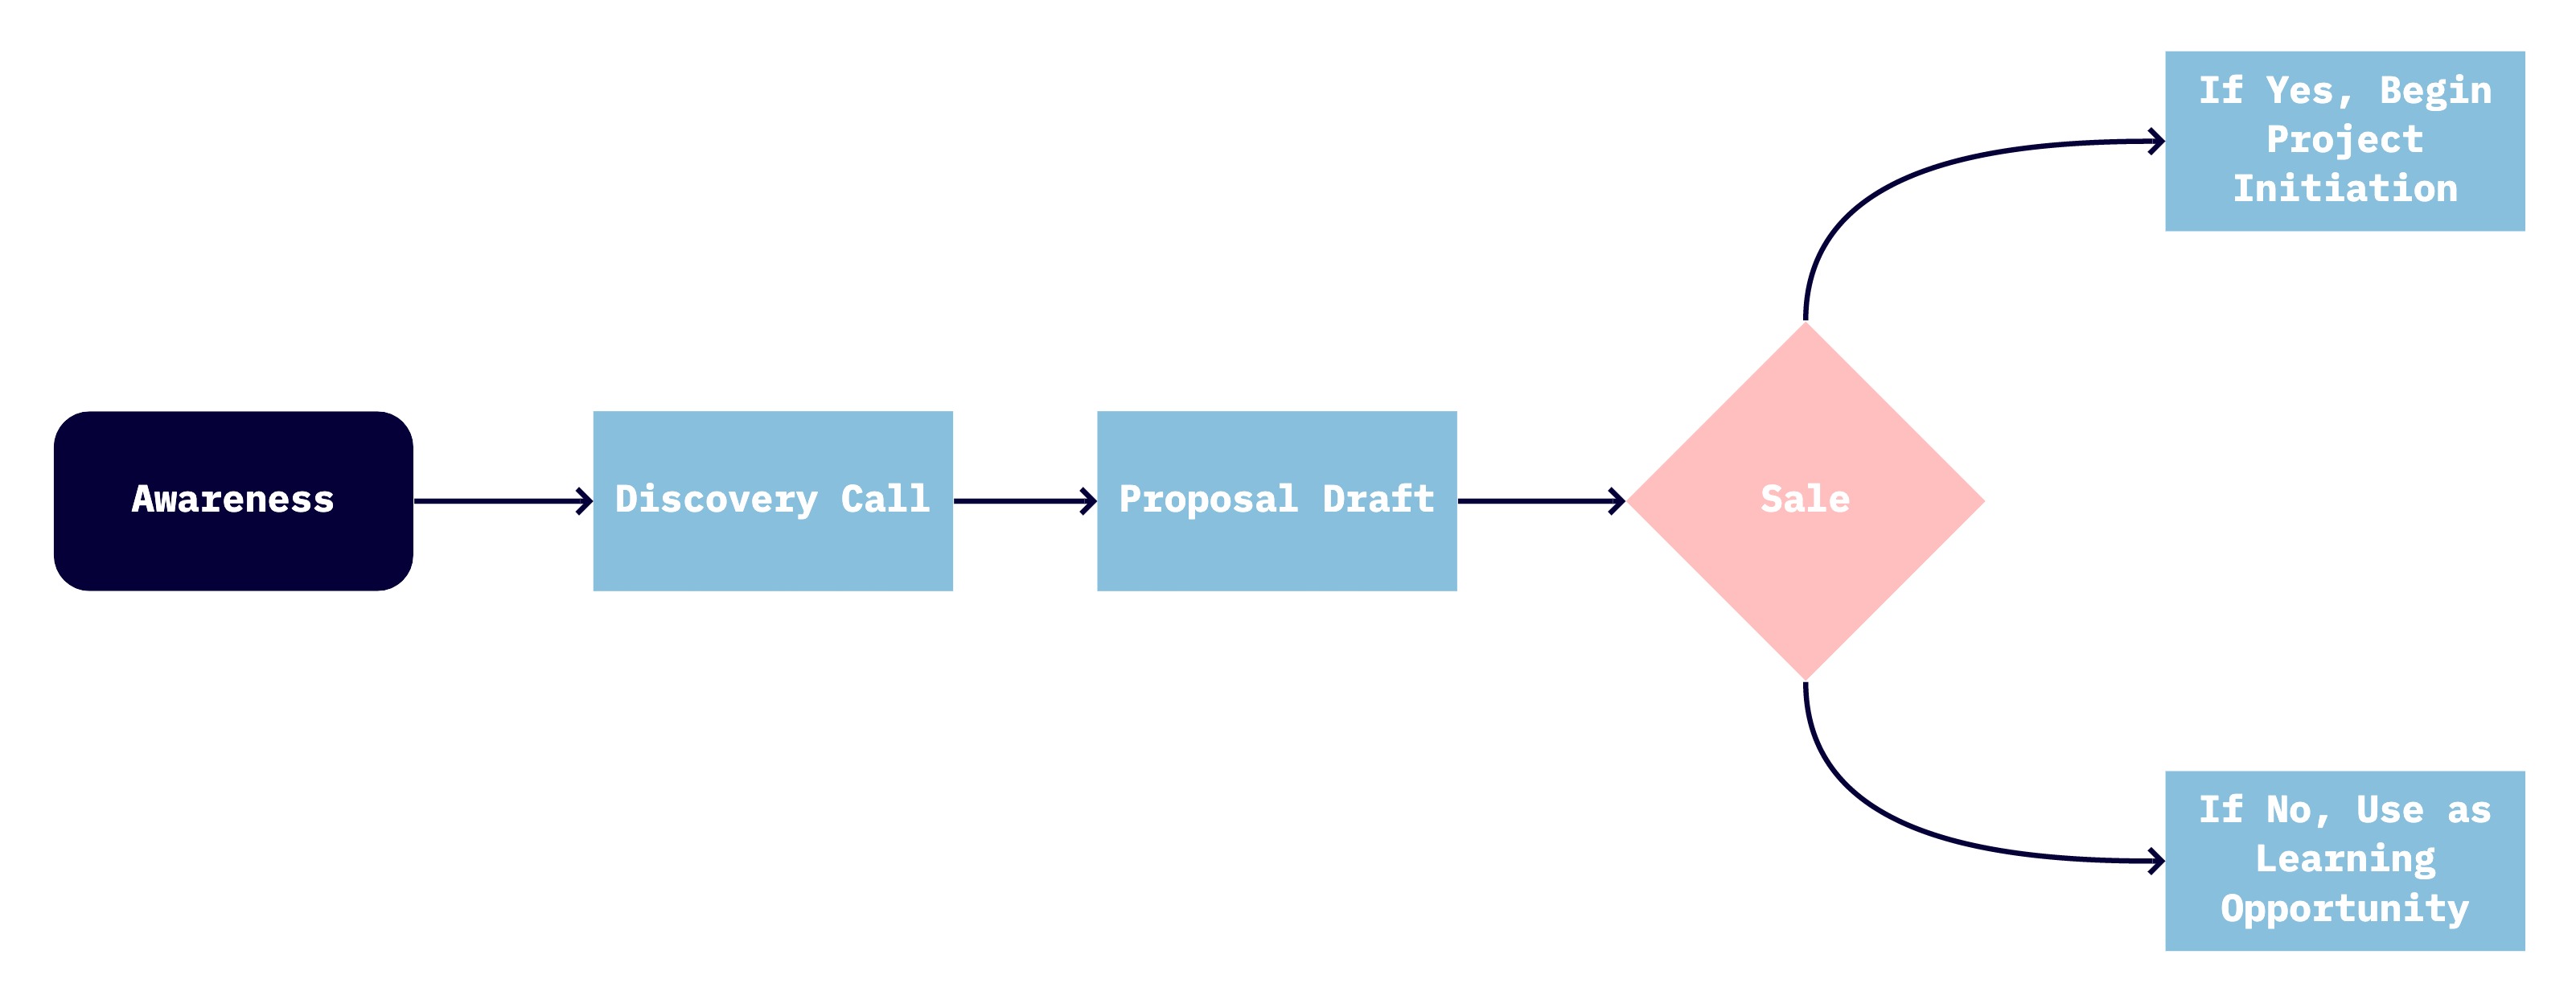 Awareness
Discovery Call
Proposal Draft
Sale
If Yes, Begin
Project
Initiation
If No, Use as
Learning
Opportunity